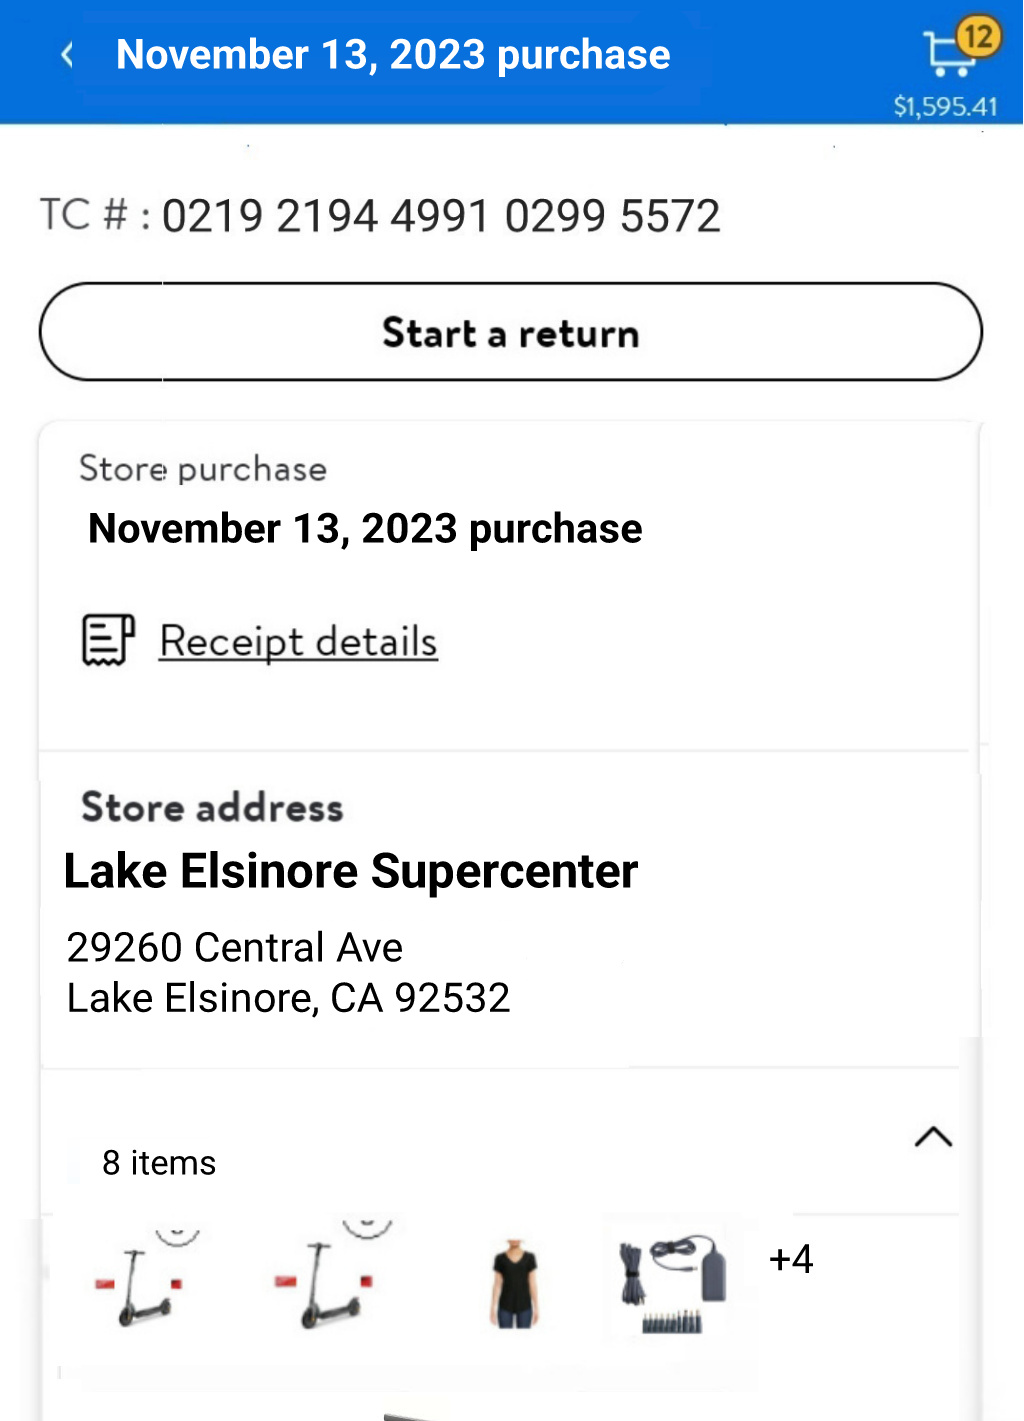 November 13, 2023 purchase
12
$1,595.41
TC # : 0219 2194 4991 0299 5572
Start a return
Store purchase
November 13, 2023 purchase
Receipt details
Store address
Lake Elsinore Supercenter
29260 Central Ave
Lake Elsinore, CA 92532
8 items
+4